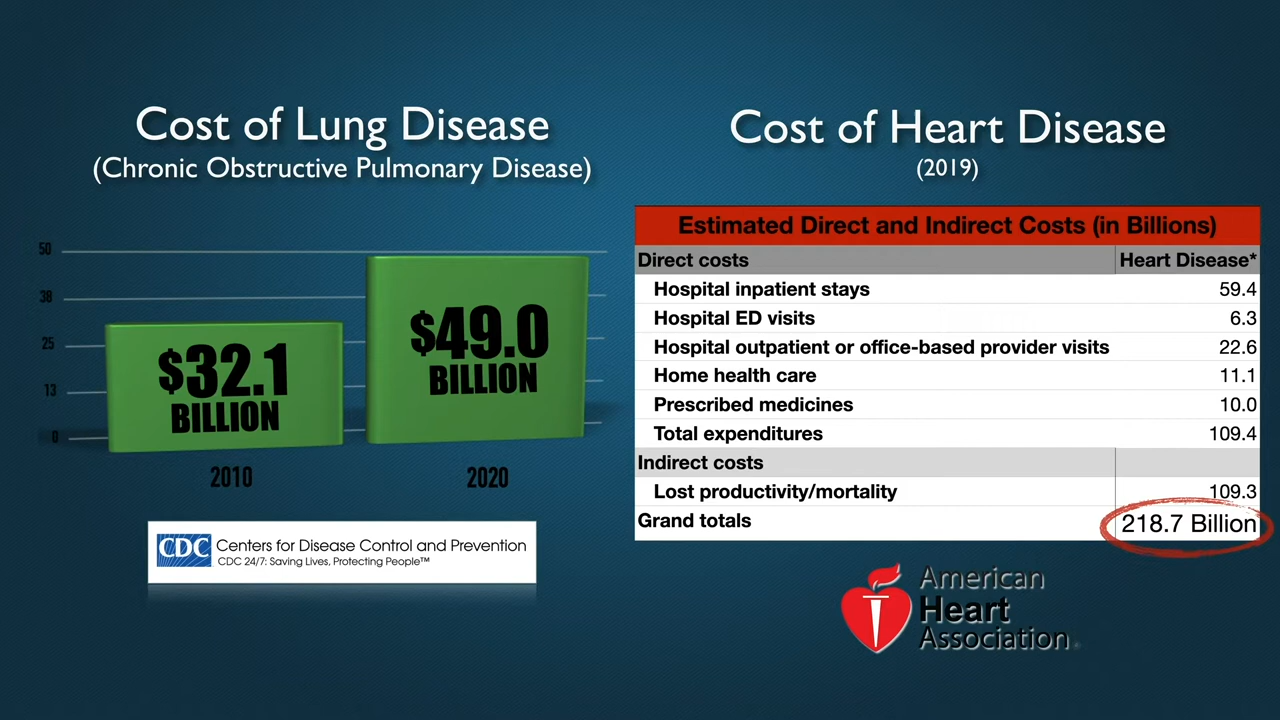 Cost of Lung Disease
(Chronic Obstructive Pulmonary Disease)
50
38
25
13
0
$32.1
BILLION
$49.0
BILLION
2010
2020
CDC
Centers for Disease Control and Prevention
CDC 24/7: Saving Lives, Protecting People™
Cost of Heart Disease
(2019)
Estimated Direct and Indirect Costs (in Billions)
Direct costs Heart Disease*
Hospital inpatient stays 59.4
Hospital ED visits 6.3
Hospital outpatient or office-based provider visits 22.6
Home health care 11.1
Prescribed medicines 10.0
Total expenditures 109.4
Indirect costs
Lost productivity/mortality 109.3
Grand totals 218.7 Billion
American
Heart
Association®